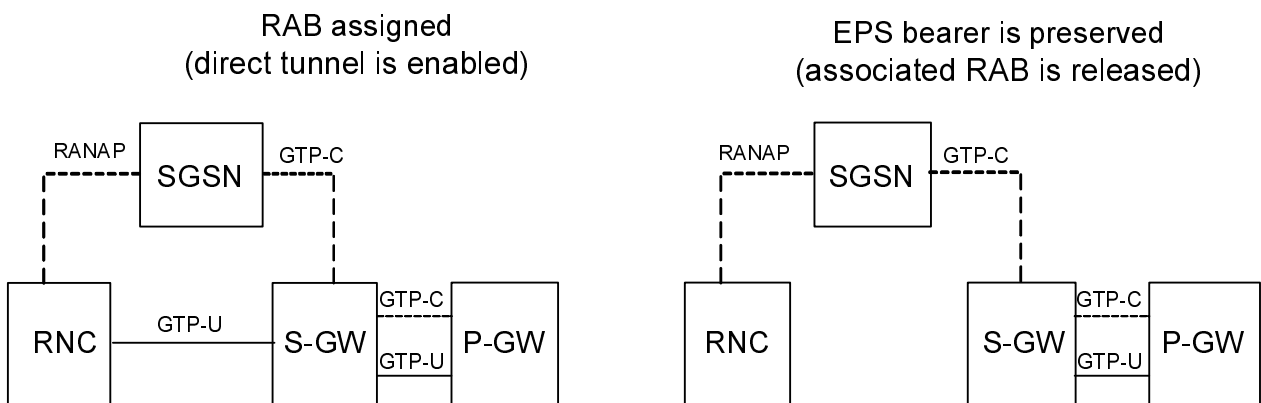 RAB assigned
(direct tunnel is enabled)
RANAP
SGSN
GTP-C
RNC
GTP-U
S-GW
GTP-C
GTP-U
P-GW
EPS bearer is preserved
(associated RAB is released)
RANAP
SGSN
GTP-C
RNC
S-GW
GTP-C
GTP-U
P-GW